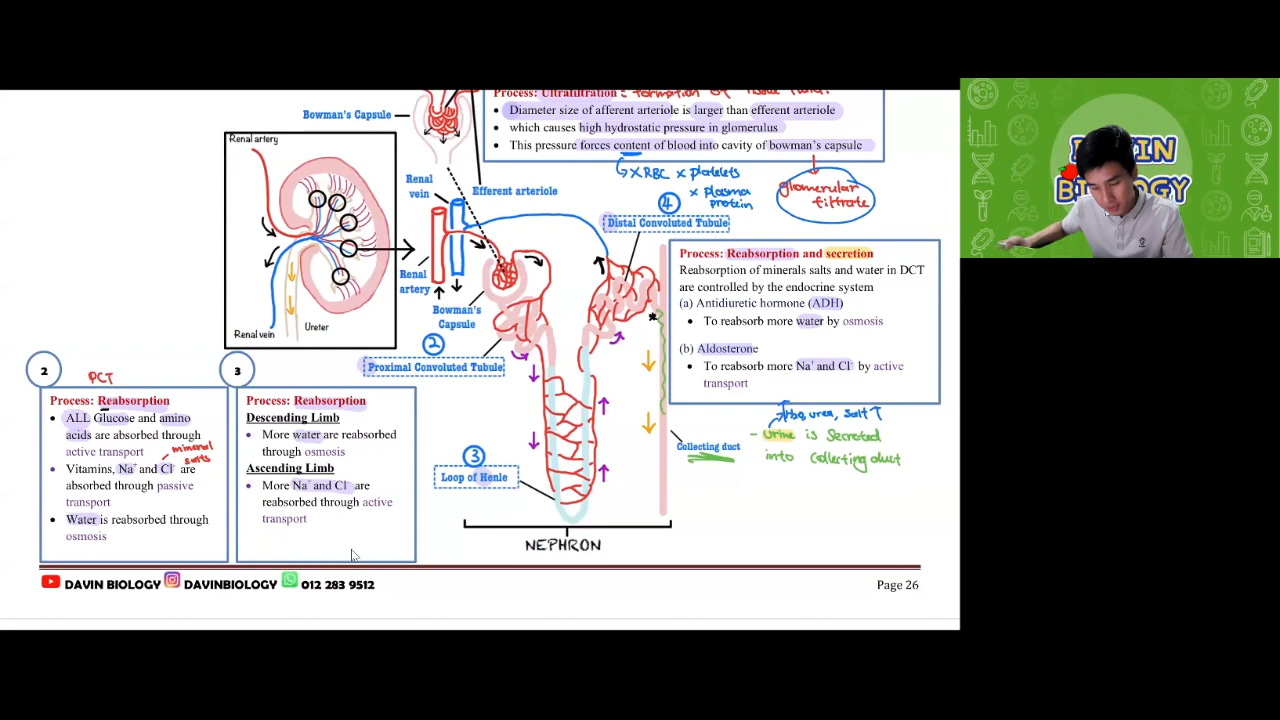 Process: Ultrafiltration = formation of tissue fluid
Bowman's Capsule
• Diameter size of afferent arteriole is larger than efferent arteriole
• which causes high hydrostatic pressure in glomerulus
• This pressure forces content of blood into cavity of bowman's capsule
x RBC x platelets
x plasma protein
glomerular filtrate
Renal artery
Renal vein
Ureter
Renal vein
Efferent arteriole
Renal artery
Bowman's Capsule
4
Distal Convoluted Tubule
Process: Reabsorption and secretion
Reabsorption of minerals salts and water in DCT
are controlled by the endocrine system
(a) Antidiuretic hormone (ADH)
• To reabsorb more water by osmosis
(b) Aldosterone
• To reabsorb more Na+ and Cl- by active
transport
2
Proximal Convoluted Tubule
2
PCT
Process: Reabsorption
• ALL Glucose and amino
acids are absorbed through
active transport
mineral salts
• Vitamins, Na+ and Cl- are
absorbed through passive
transport
• Water is reabsorbed through
osmosis
3
Process: Reabsorption
Descending Limb
• More water are reabsorbed
through osmosis
Ascending Limb
• More Na+ and Cl- are
reabsorbed through active
transport
3
Loop of Henle
*
Collecting duct
urea, salt ↑
- Urine is secreted
into collecting duct
NEPHRON
DAVIN BIOLOGY DAVINBIOLOGY 012 283 9512
Page 26
BIOLOGY